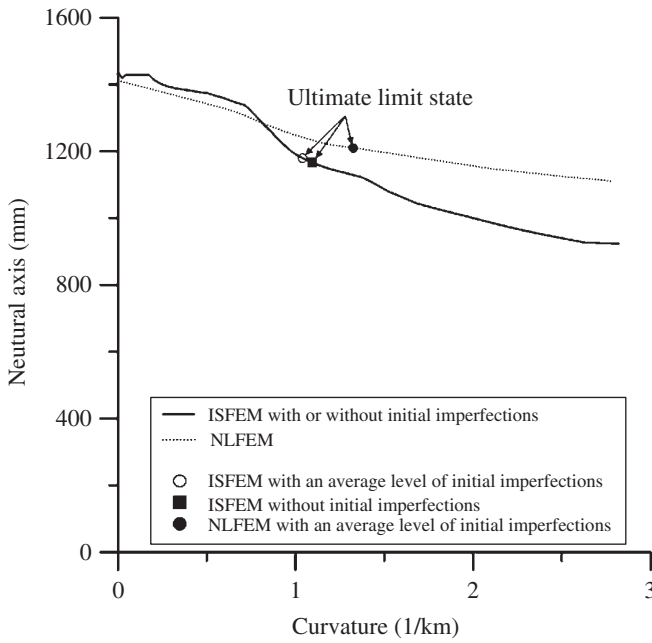 1600
1200
800
400
0
Neutural axis (mm)
Ultimate limit state
ISFEM with or without initial imperfections
NLFEM
ISFEM with an average level of initial imperfections
ISFEM without initial imperfections
NLFEM with an average level of initial imperfections
0 1 2 3
Curvature (1/km)